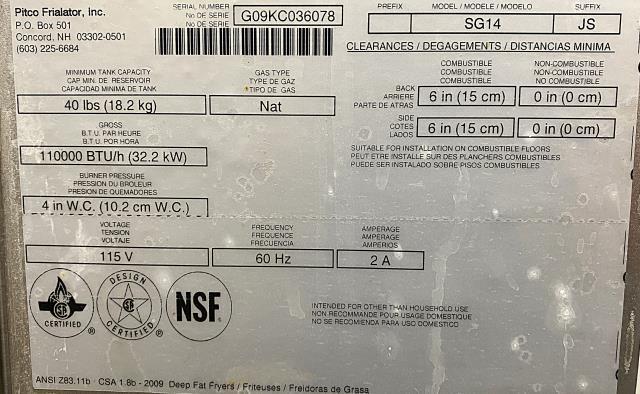 Pitco Frialator, Inc.
P.O. Box 501
Concord, NH 03302-0501
(603) 225-6684
SERIAL NUMBER
No DE SERIE
No DE SERIE
G09KC036078
PREFIX
MODEL / MODELE / MODELO
SUFFIX
SG14
JS
CLEARANCES / DEGAGEMENTS / DISTANCIAS MINIMA
MINIMUM TANK CAPACITY
CAP MIN. DE RESERVOIR
CAPACIDAD MINIMA DE TANK
40 lbs (18.2 kg)
GAS TYPE
TYPE DE GAZ
TIPO DE GAS
Nat
COMBUSTIBLE
COMBUSTIBLE
COMBUSTIBLE
NON-COMBUSTIBLE
NON-COMBUSTIBLE
NO COMBUSTIBLE
BACK
ARRIERE
PARTE DE ATRAS
6 in (15 cm)
0 in (0 cm)
SIDE
COTES
LADOS
6 in (15 cm)
0 in (0 cm)
GROSS
B.T.U. PAR HEURE
B.T.U. POR HORA
110000 BTU/h (32.2 kW)
SUITABLE FOR INSTALLATION ON COMBUSTIBLE FLOORS
PEUT ETRE INSTALLE SUR DES PLANCHERS COMBUSTIBLES
PUEDE SER INSTALADO SOBRE PISOS COMBUSTIBLES
BURNER PRESSURE
PRESSION DU BROLEUR
PRESION DE QUEMADORES
4 in W.C. (10.2 cm W.C.)
VOLTAGE
TENSION
VOLTAJE
115 V
FREQUENCY
FREQUENCE
FRECUENCIA
60 Hz
AMPERAGE
AMPERAGE
AMPERIOS
2 A
CERTIFIED
®
DESIGN
CERTIFIED
®
NSF
INTENDED FOR OTHER THAN HOUSEHOLD USE
NON RECOMMANDE POUR USAGE DOMESTIQUE
NO SE RECOMIENDA PARA USO DOMESTICO
ANSI Z83.11b - CSA 1.8b - 2009 Deep Fat Fryers / Friteuses / Freidoras de Grasa